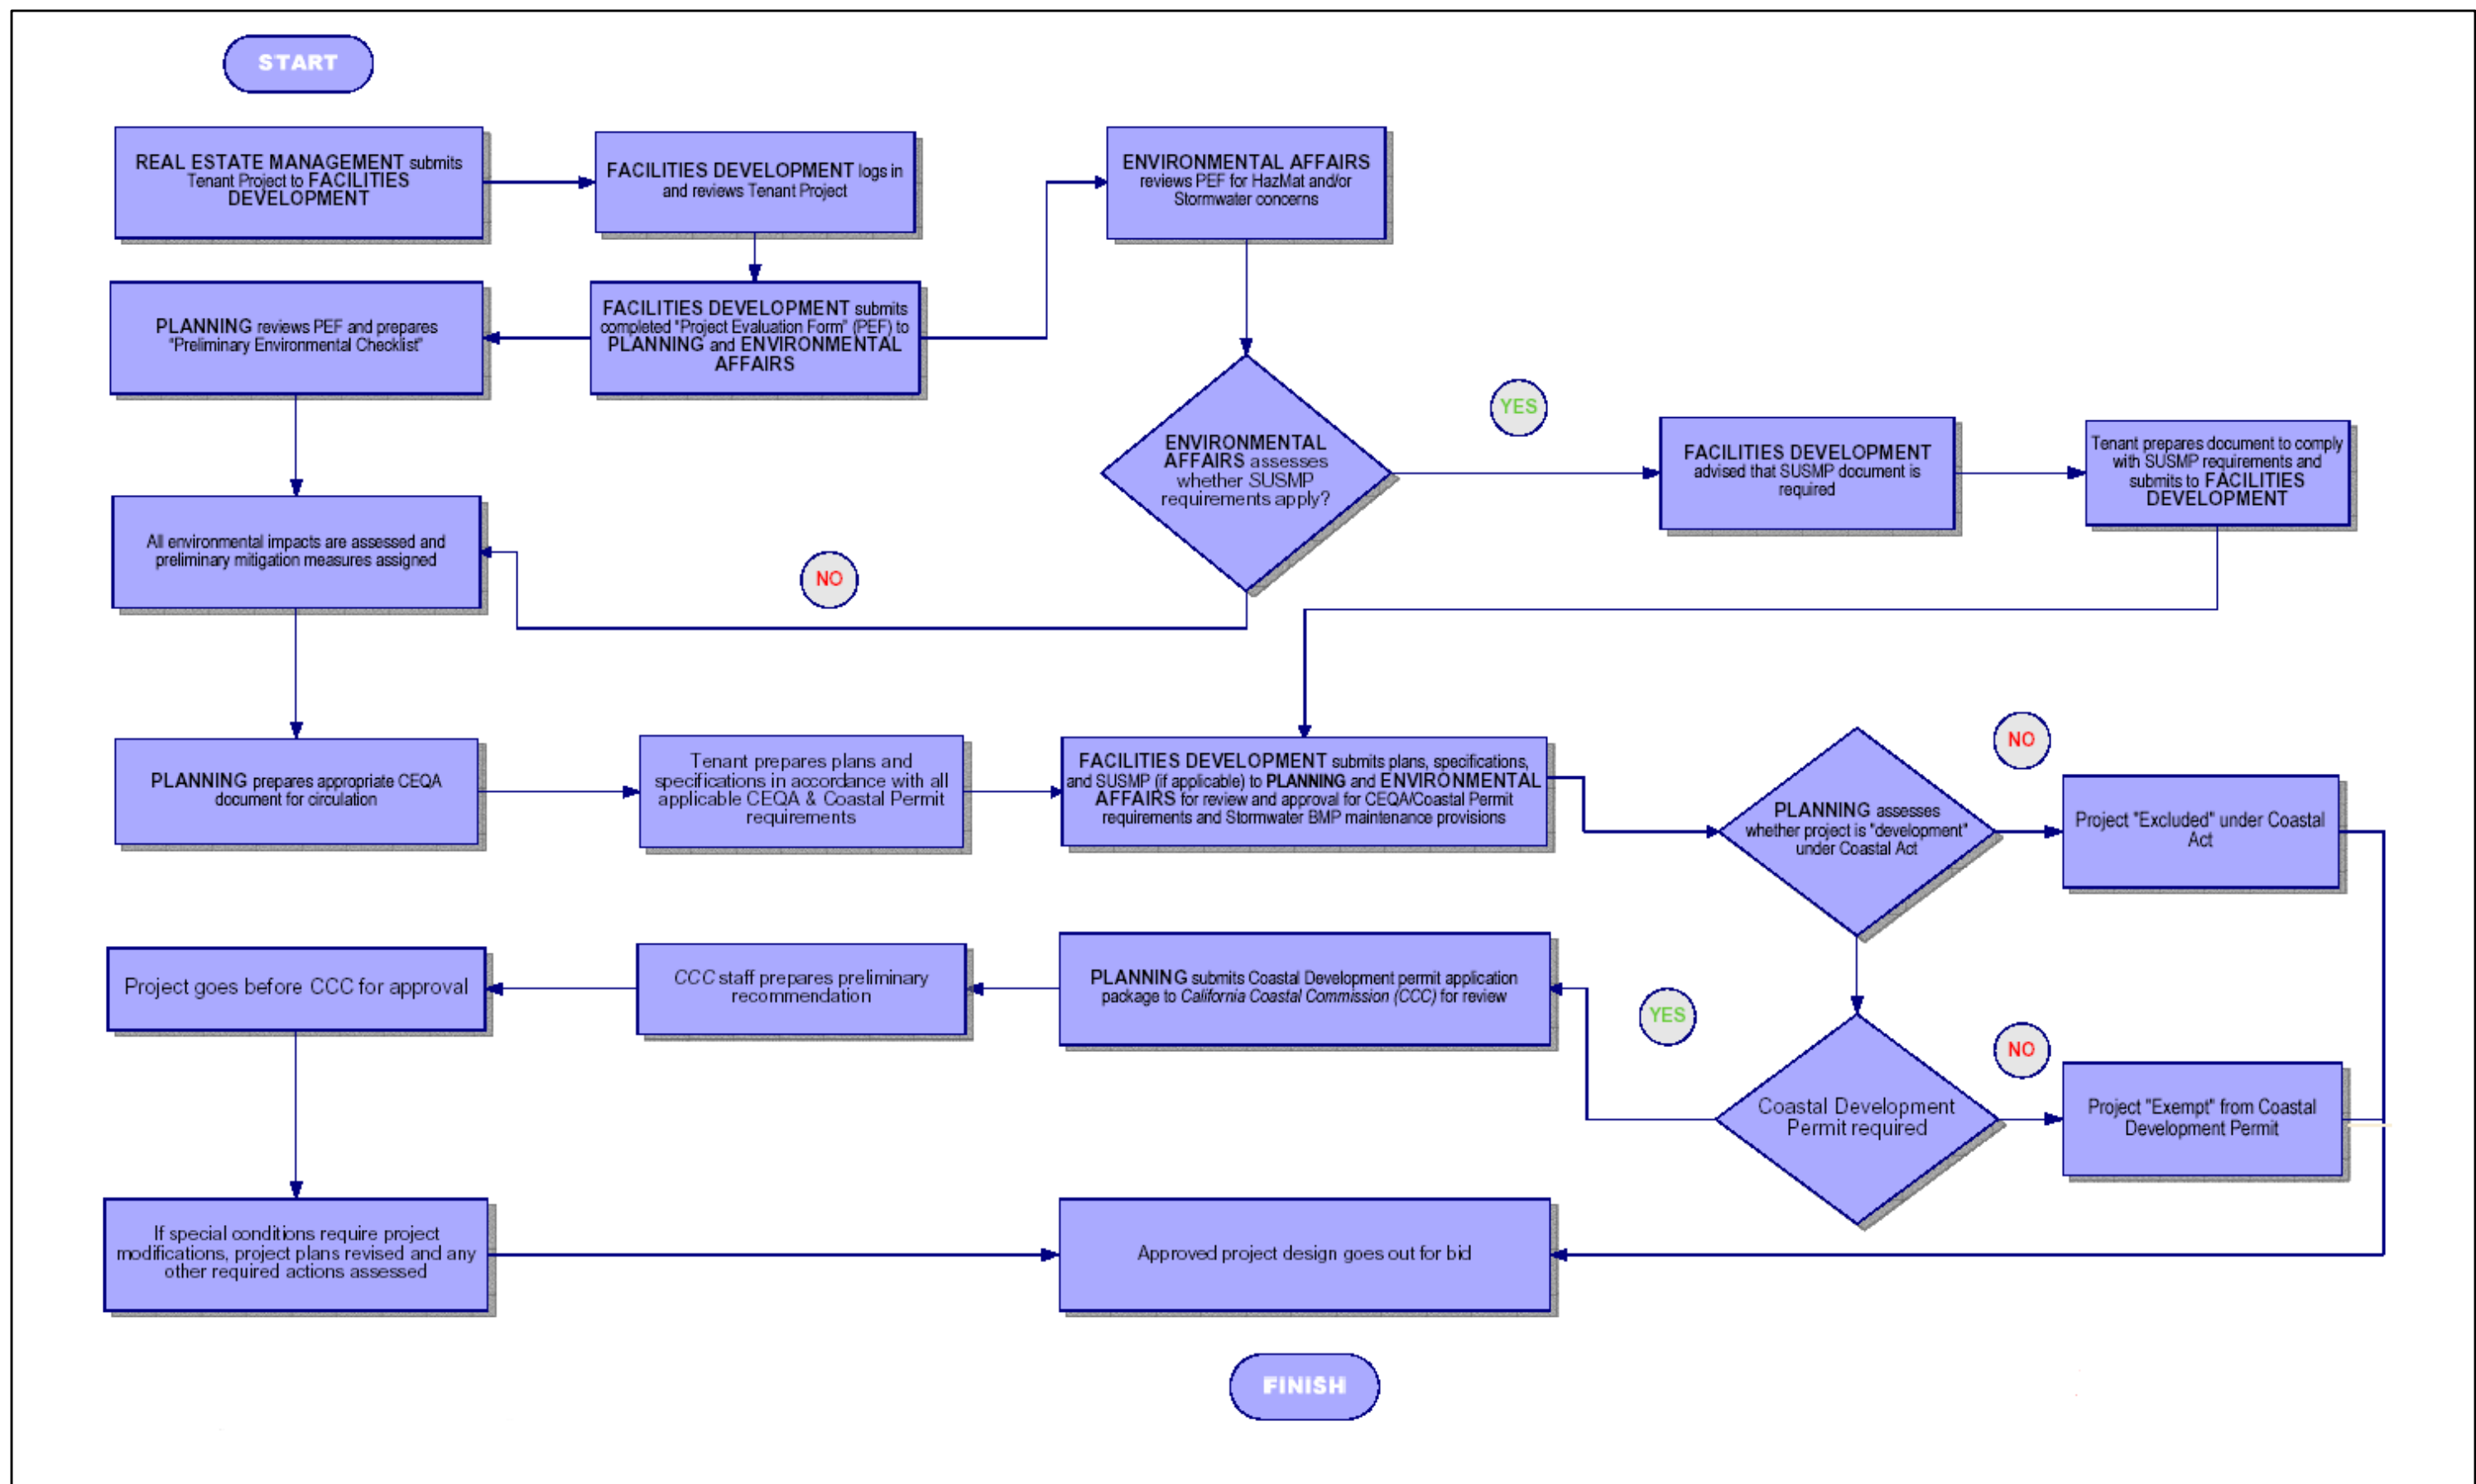 START
REAL ESTATE MANAGEMENT submits
Tenant Project to FACILITIES
DEVELOPMENT
FACILITIES DEVELOPMENT logs in
and reviews Tenant Project
ENVIRONMENTAL AFFAIRS
reviews PEF for HazMat and/or
Stormwater concerns
PLANNING reviews PEF and prepares
"Preliminary Environmental Checklist"
FACILITIES DEVELOPMENT submits
completed "Project Evaluation Form" (PEF) to
PLANNING and ENVIRONMENTAL
AFFAIRS
ENVIRONMENTAL
AFFAIRS assesses
whether SUSMP
requirements apply?
YES
FACILITIES DEVELOPMENT
advised that SUSMP document is
required
Tenant prepares document to comply
with SUSMP requirements and
submits to FACILITIES
DEVELOPMENT
All environmental impacts are assessed and
preliminary mitigation measures assigned
NO
PLANNING prepares appropriate CEQA
document for circulation
Tenant prepares plans and
specifications in accordance with all
applicable CEQA & Coastal Permit
requirements
FACILITIES DEVELOPMENT submits plans, specifications,
and SUSMP (if applicable) to PLANNING and ENVIRONMENTAL
AFFAIRS for review and approval for CEQA/Coastal Permit
requirements and Stormwater BMP maintenance provisions
PLANNING assesses
whether project is "development"
under Coastal Act
NO
Project "Excluded" under Coastal
Act
Project goes before CCC for approval
CCC staff prepares preliminary
recommendation
PLANNING submits Coastal Development permit application
package to California Coastal Commission (CCC) for review
YES
Coastal Development
Permit required
NO
Project "Exempt" from Coastal
Development Permit
If special conditions require project
modifications, project plans revised and any
other required actions assessed
Approved project design goes out for bid
FINISH